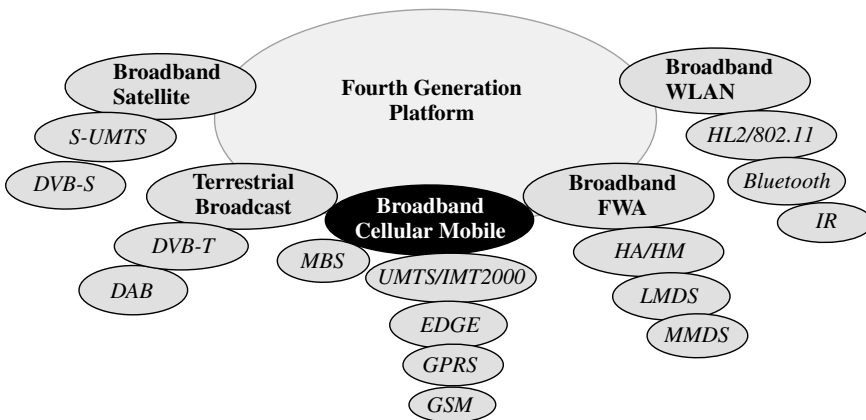 Fourth Generation
Platform
Broadband
Satellite
S-UMTS
DVB-S
Terrestrial
Broadcast
DVB-T
DAB
Broadband
Cellular Mobile
MBS
UMTS/IMT2000
EDGE
GPRS
GSM
Broadband
FWA
HA/HM
LMDS
MMDS
Broadband
WLAN
HL2/802.11
Bluetooth
IR